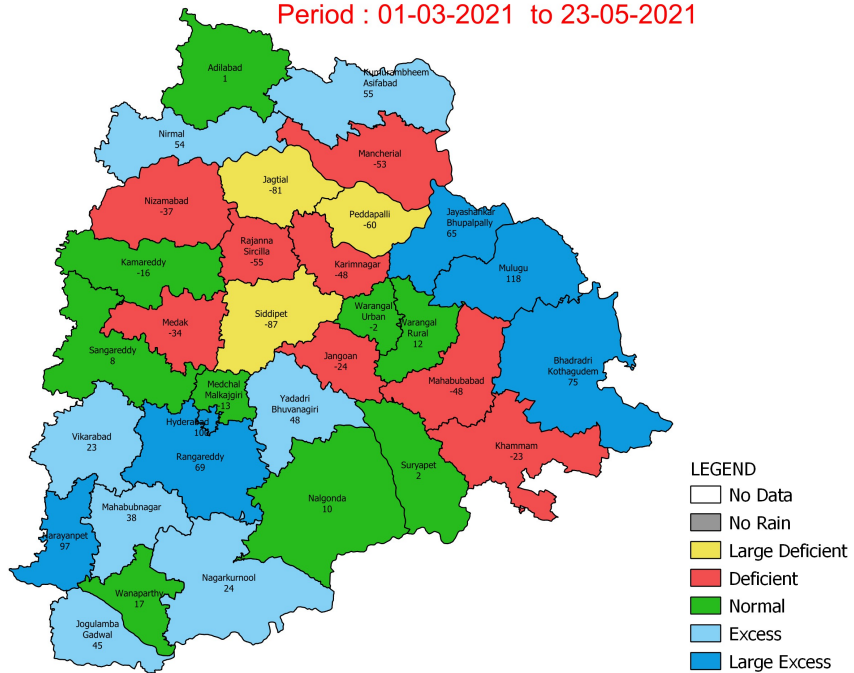 Period : 01-03-2021 to 23-05-2021
Adilabad
1
Kumurambheem
Asifabad
55
Nirmal
54
Mancherial
-53
Jagtial
-81
Nizamabad
-37
Peddapalli
-60
Jayashankar
Bhupalpally
65
Rajanna
Sircilla
-55
Karimnagar
-48
Kamareddy
-16
Mulugu
118
Siddipet
-87
Warangal
Urban
-2
Warangal
Rural
12
Medak
-34
Sangareddy
8
Jangoan
-24
Mahabubabad
-48
Bhadradri
Kothagudem
75
Medchal
Malkajgiri
-13
Yadadri
Bhuvanagiri
48
Hyderabad
Vikarabad
23
Rangareddy
69
Khammam
-23
Suryapet
2
Nalgonda
10
Mahabubnagar
38
Narayanpet
97
Nagarkurnool
24
Wanaparthy
17
Jogulamba
Gadwal
45
LEGEND
No Data
No Rain
Large Deficient
Deficient
Normal
Excess
Large Excess